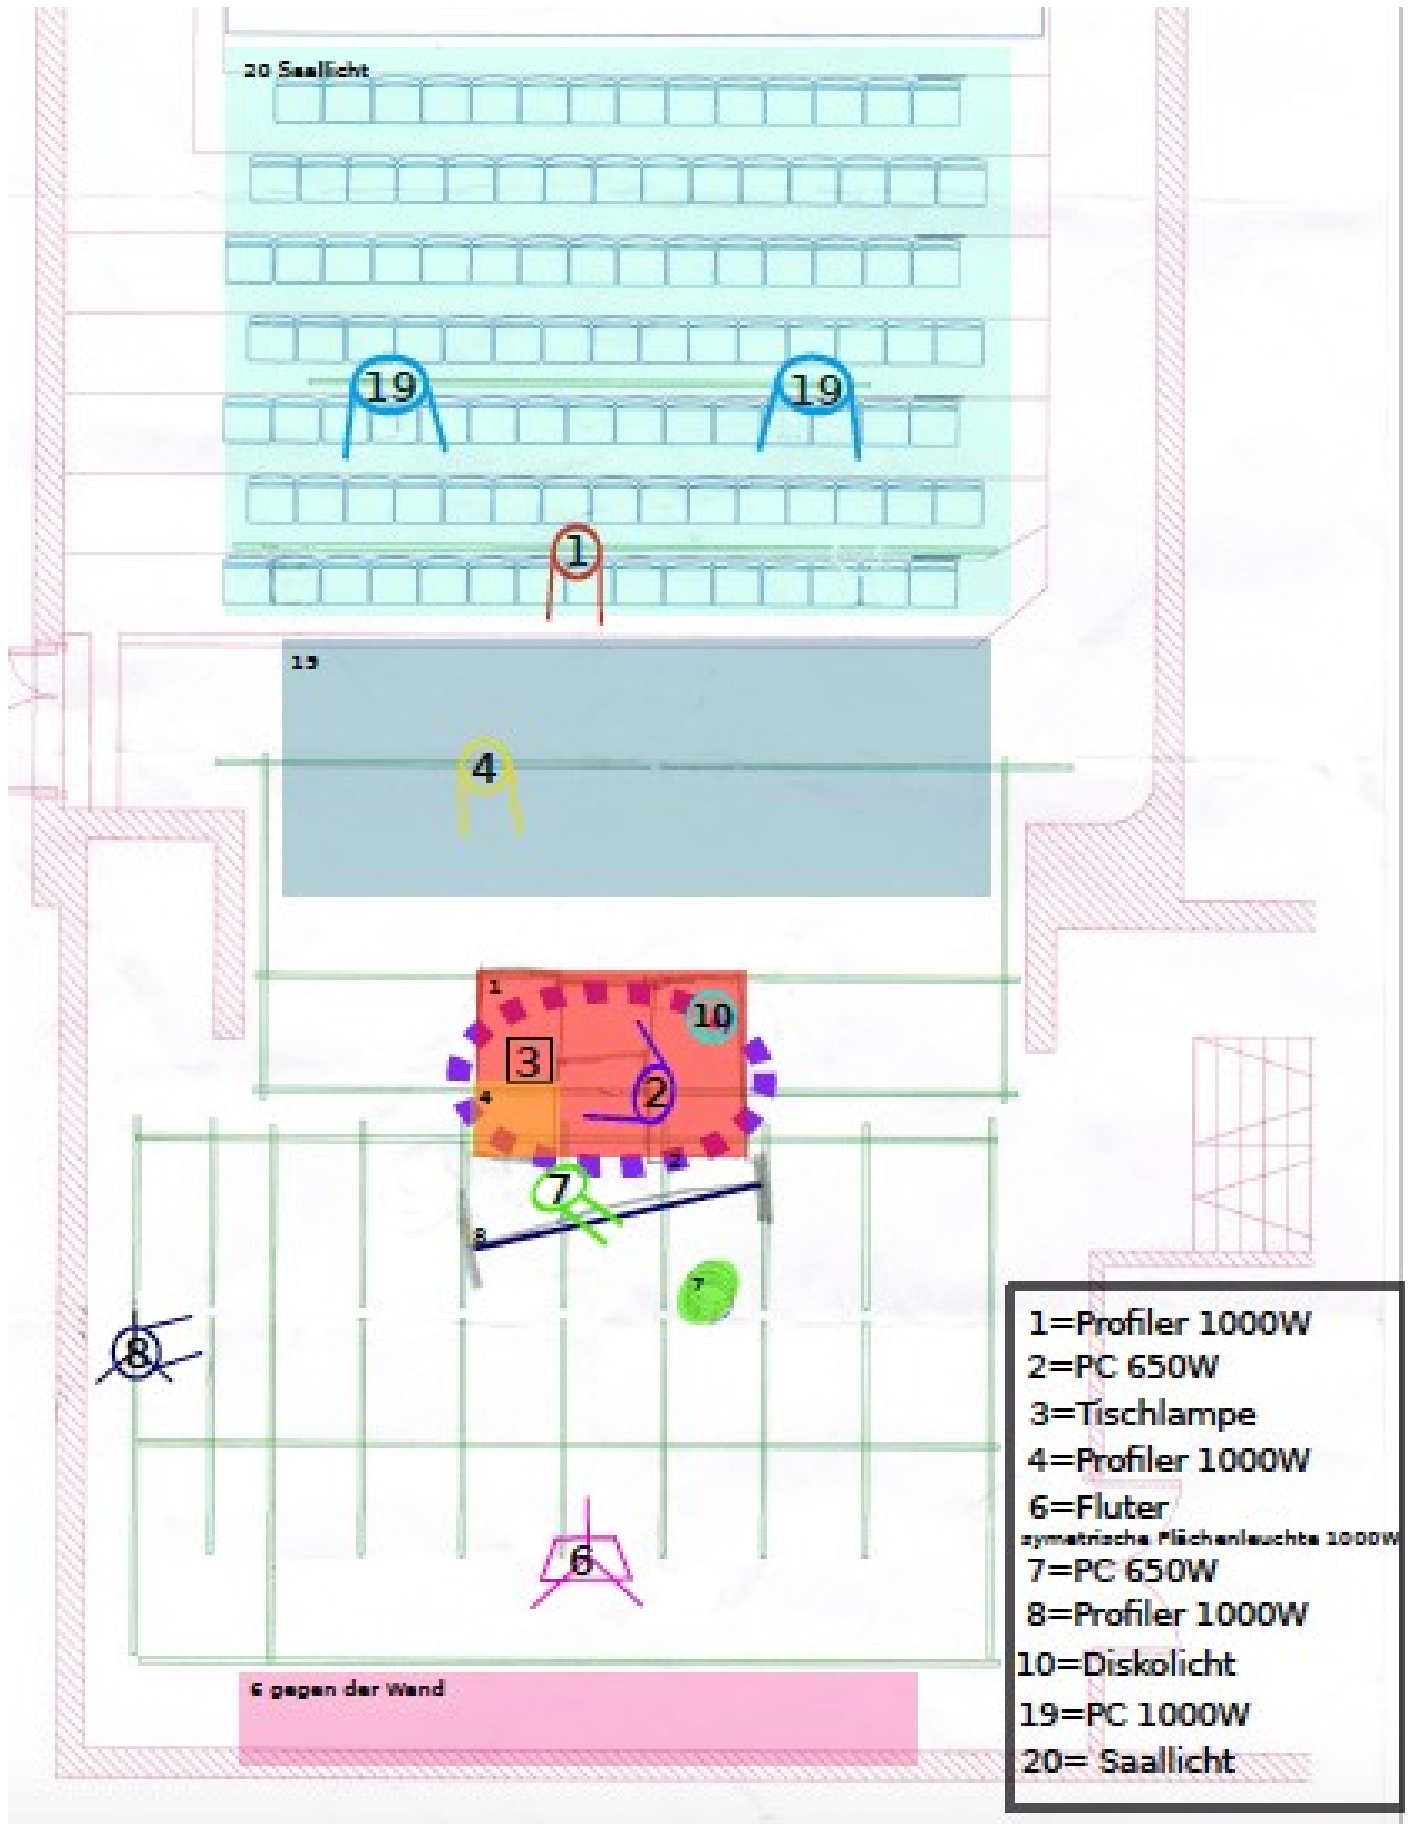 20 Saallicht
19
19
1
19
4
1
10
3
4
2
2
7
8
7
8
6
6 gegen der Wand
1=Profiler 1000W
2=PC 650W
3=Tischlampe
4=Profiler 1000W
6=Fluter
symetrische Flächenleuchte 1000W
7=PC 650W
8=Profiler 1000W
10=Diskolicht
19=PC 1000W
20= Saallicht